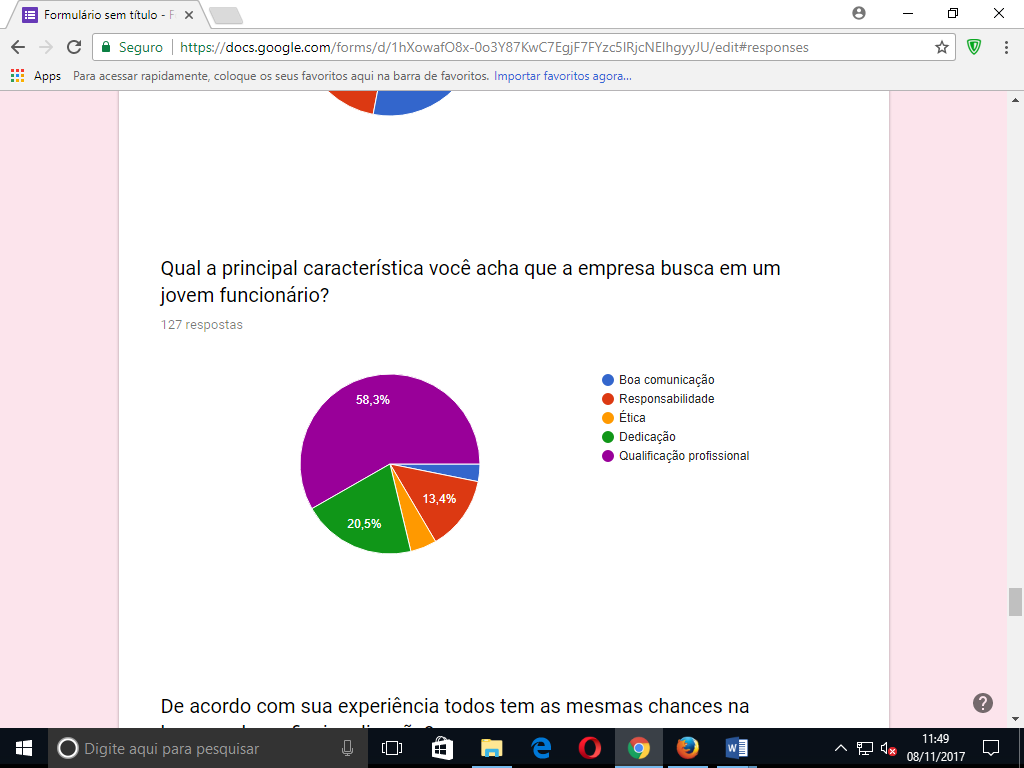 Formulário sem título - F
Seguro
https://docs.google.com/forms/d/1hXowafO8x-0o3Y87KwC7EgjF7FYzc5lRjcNElhgyyJU/edit#responses
Apps
Para acessar rapidamente, coloque os seus favoritos aqui na barra de favoritos. Importar favoritos agora...
Qual a principal característica você acha que a empresa busca em um
jovem funcionário?
127 respostas
58,3%
13,4%
20,5%
Boa comunicação
Responsabilidade
Ética
Dedicação
Qualificação profissional
De acordo com sua experiência todos tem as mesmas chances na
Digite aqui para pesquisar
11:49
08/11/2017